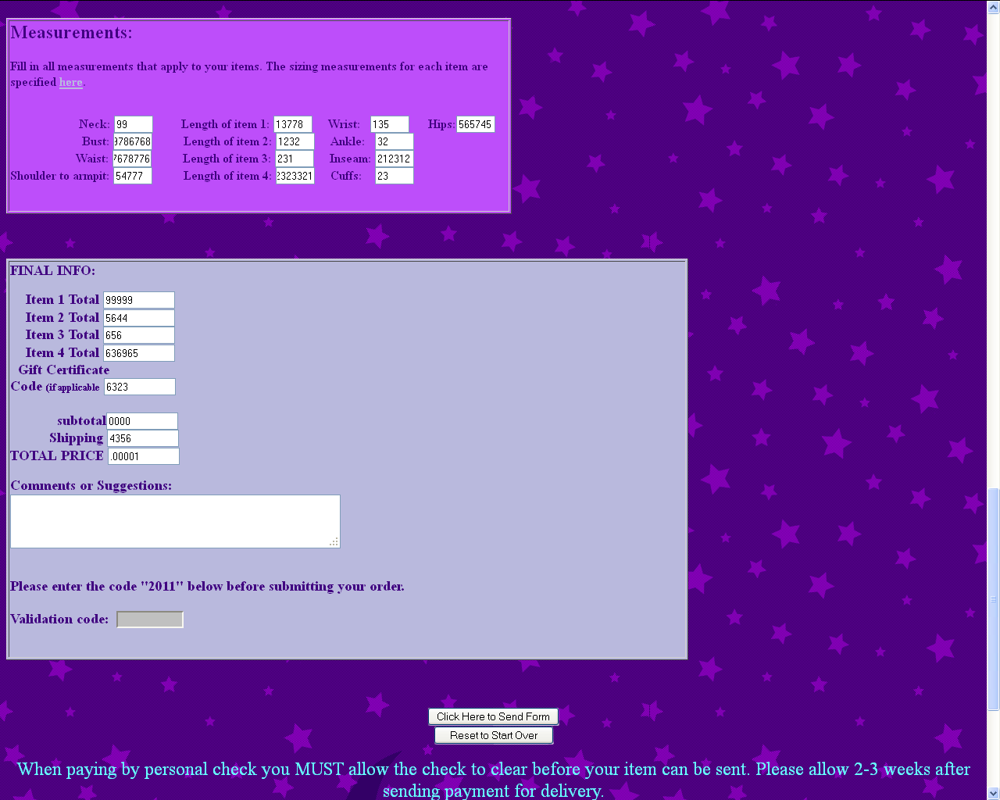 Measurements:
Fill in all measurements that apply to your items. The sizing measurements for each item are
specified here.
Neck: 99 Length of item 1: 13778 Wrist: 135 Hips: 565745
Bust: 9786768 Length of item 2: 1232 Ankle: 32
Waist: 7678776 Length of item 3: 231 Inseam: 212312
Shoulder to armpit: 54777 Length of item 4: 2323321 Cuffs: 23
FINAL INFO:
Item 1 Total 99999
Item 2 Total 5644
Item 3 Total 656
Item 4 Total 636965
Gift Certificate
Code (if applicable 6323
subtotal 0000
Shipping 4356
TOTAL PRICE .00001
Comments or Suggestions:
Please enter the code "2011" below before submitting your order.
Validation code:
Click Here to Send Form
Reset to Start Over
When paying by personal check you MUST allow the check to clear before your item can be sent. Please allow 2-3 weeks after
sending payment for delivery.